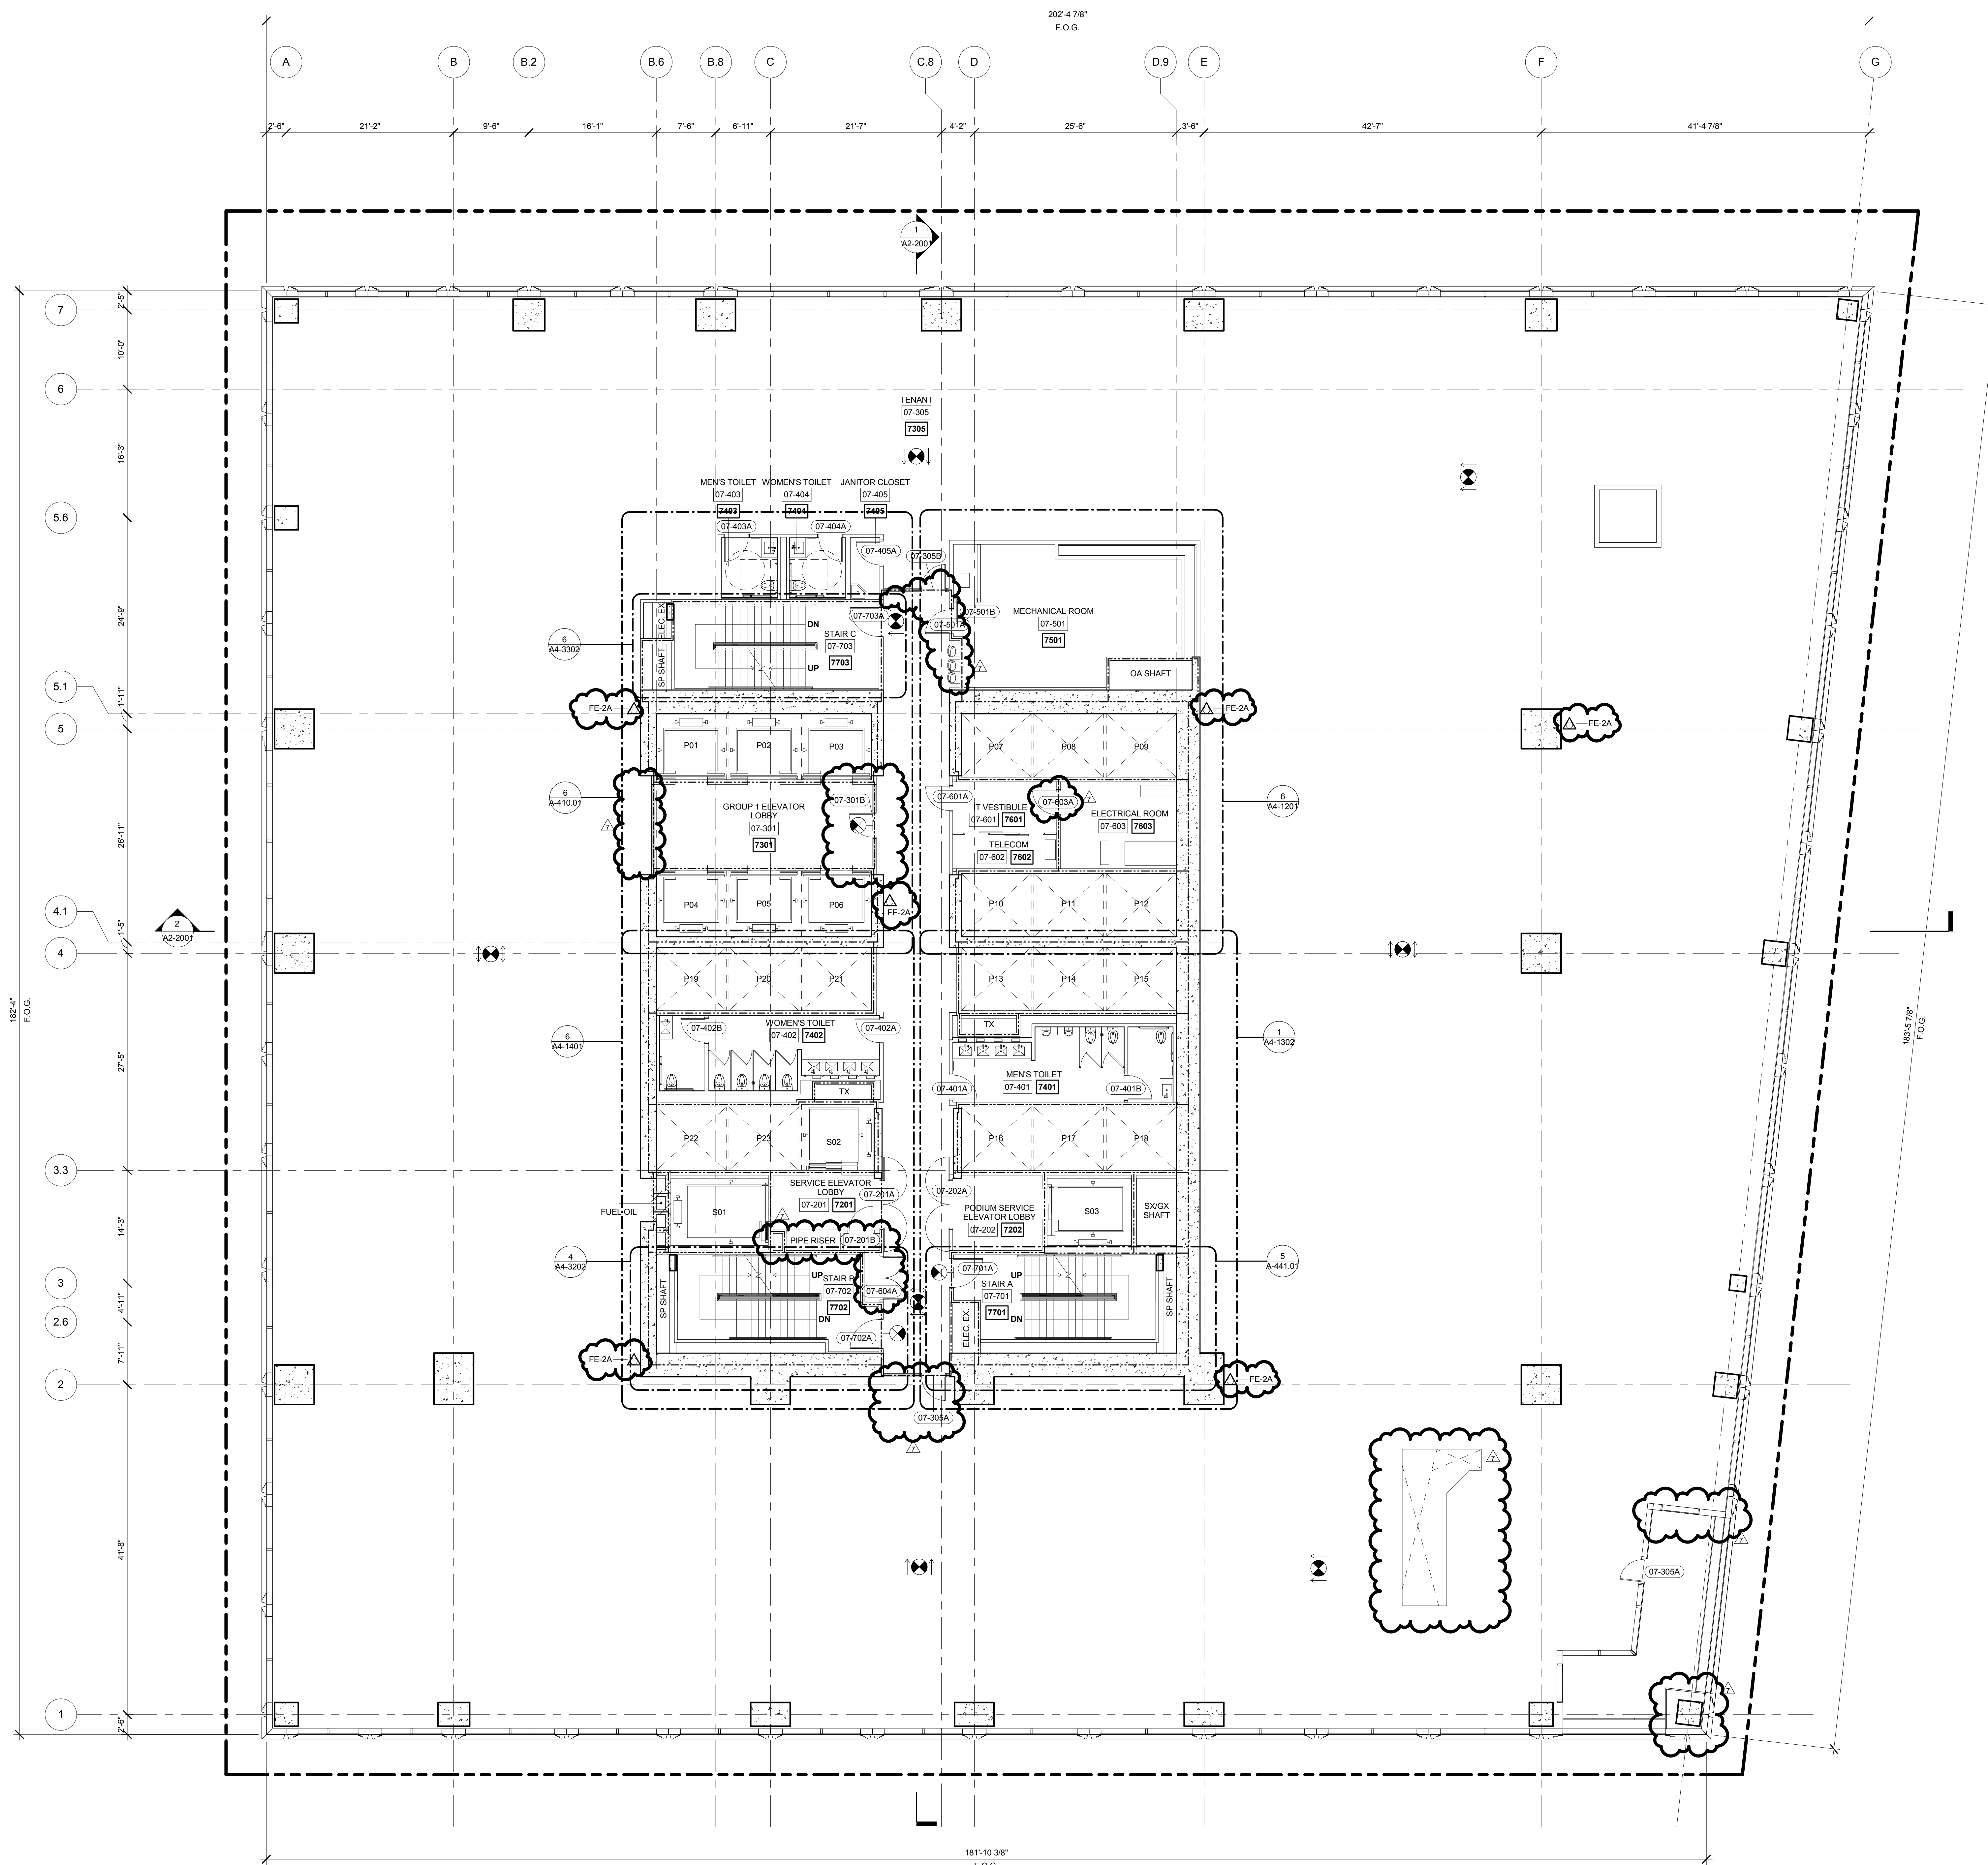 202'-4 7/8"
F.O.G.
A
B
B.2
B.6
B.8
C
C.8
D
D.9
E
F
G
2'-6"
21'-2"
9'-6"
16'-1"
7'-6"
6'-11"
21'-7"
4'-2"
25'-6"
3'-6"
42'-7"
41'-4 7/8"
1
A2-2001
7
2'-5"
10'-0"
6
16'-3"
5.6
24'-9"
5.1
1'-11"
5
26'-11"
4.1
1'-5"
4
27'-5"
3.3
14'-3"
3
4'-11"
2.6
7'-11"
2
41'-8"
1
2'-6"
182'-4"
F.O.G.
2
A2-2001
TENANT
07-305
7305
MEN'S TOILET
07-403
7403
07-403A
WOMEN'S TOILET
07-404
7404
07-404A
JANITOR CLOSET
07-405
7405
07-405A
07-305B
ELEC. EX.
SP SHAFT
DN
STAIR C
07-703
7703
UP
07-703A
07-501A
07-501B
MECHANICAL ROOM
07-501
7501
OA SHAFT
7
6
A4-3302
FE-2A
FE-2A
FE-2A
P01
P02
P03
P07
P08
P09
6
A-410.01
7
GROUP 1 ELEVATOR
LOBBY
07-301
7301
07-301B
07-601A
IT VESTIBULE
07-601
7601
07-603A
7
ELECTRICAL ROOM
07-603
7603
TELECOM
07-602
7602
6
A4-1201
P04
P05
P06
FE-2A
P10
P11
P12
P19
P20
P21
P13
P14
P15
6
A4-1401
07-402B
WOMEN'S TOILET
07-402
7402
07-402A
TX
TX
MEN'S TOILET
07-401
7401
07-401A
07-401B
1
A4-1302
P22
P23
S02
P16
P17
P18
FUEL OIL
S01
SERVICE ELEVATOR
LOBBY
07-201
7201
07-201A
7
PIPE RISER
07-201B
07-202A
PODIUM SERVICE
ELEVATOR LOBBY
07-202
7202
S03
SX/GX
SHAFT
4
A4-3202
SP SHAFT
UP
STAIR B
07-702
7702
DN
07-604A
07-702A
07-701A
UP
STAIR A
07-701
7701
DN
ELEC. EX.
SP SHAFT
5
A-441.01
FE-2A
FE-2A
07-305A
7
7
7
07-305A
7
183'-5 7/8"
F.O.G.
181'-10 3/8"